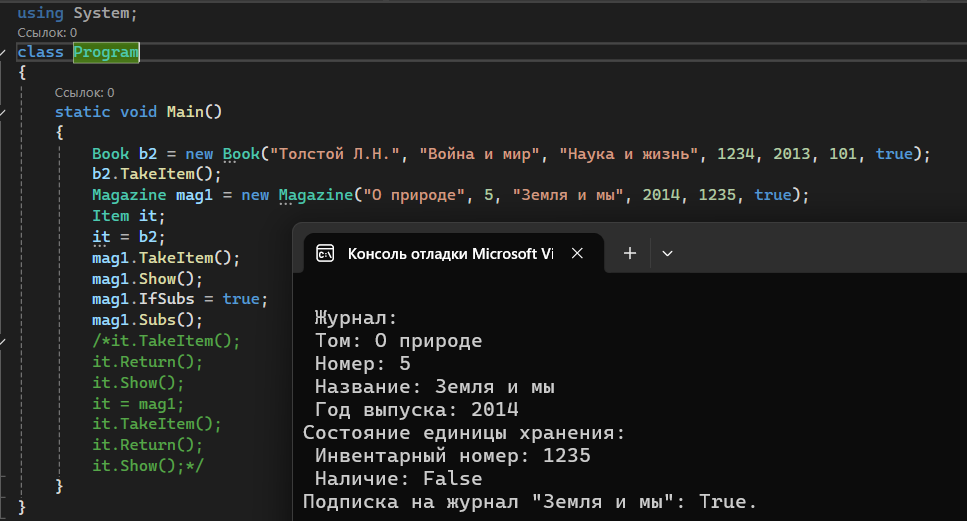 using System;
Ссылок: 0
class Program
{
Ссылок: 0
static void Main()
{
Book b2 = new Book("Толстой Л.Н.", "Война и мир", "Наука и жизнь", 1234, 2013, 101, true);
b2.TakeItem();
Magazine mag1 = new Magazine("О природе", 5, "Земля и мы", 2014, 1235, true);
Item it;
it = b2;
mag1.TakeItem();
mag1.Show();
mag1.IfSubs = true;
mag1.Subs();
/*it.TakeItem();
it.Return();
it.Show();
it = mag1;
it.TakeItem();
it.Return();
it.Show();*/
}
}
Консоль отладки Microsoft Vi
Журнал:
Том: О природе
Номер: 5
Название: Земля и мы
Год выпуска: 2014
Состояние единицы хранения:
Инвентарный номер: 1235
Наличие: False
Подписка на журнал "Земля и мы": True.